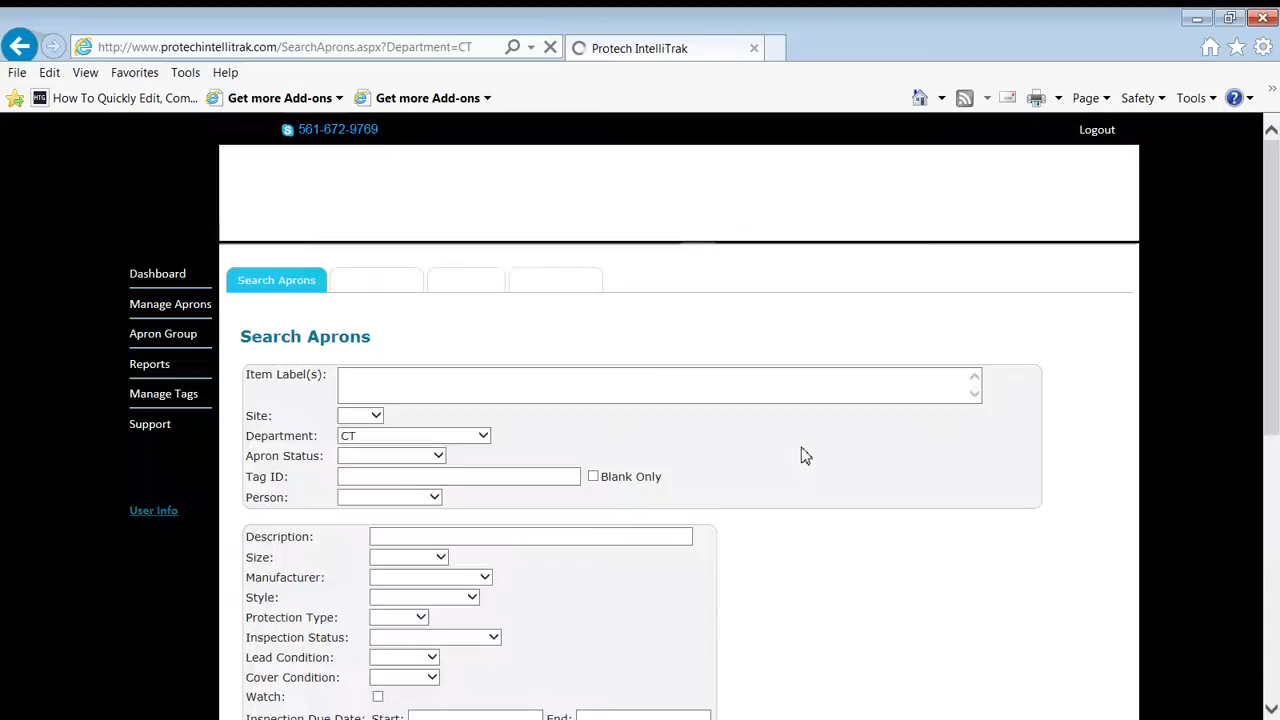 http://www.protechintellitrak.com/SearchAprons.aspx?Department=CT
Protech IntelliTrak
File Edit View Favorites Tools Help
HTG How To Quickly Edit, Com... Get more Add-ons Get more Add-ons
Page Safety Tools
561-672-9769 Logout
Dashboard
Manage Aprons
Apron Group
Reports
Manage Tags
Support
User Info
Search Aprons
Search Aprons
Item Label(s):
Site:
Department: CT
Apron Status:
Tag ID: Blank Only
Person:
Description:
Size:
Manufacturer:
Style:
Protection Type:
Inspection Status:
Lead Condition:
Cover Condition:
Watch:
Inspection Due Date: Start: End: